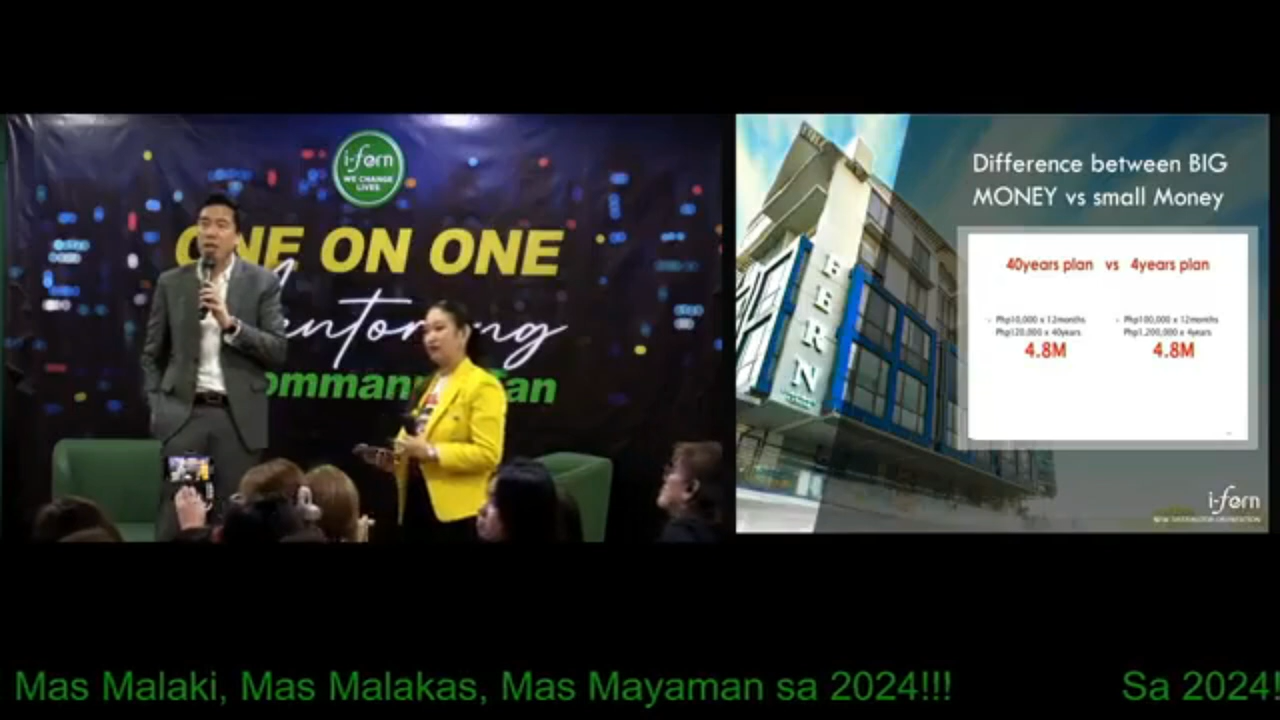 i-fern
WE CHANGE
LIVES
ONE ON ONE
entoring
Tan
Difference between BIG
MONEY vs small Money
40years plan vs 4years plan
Php10,000 x 12months
Php120,000 x 40years
4.8M
Php100,000 x 12months
Php1,200,000 x 4years
4.8M
FERN
i-fern
Mas Malaki, Mas Malakas, Mas Mayaman sa 2024!!!
Sa 2024!